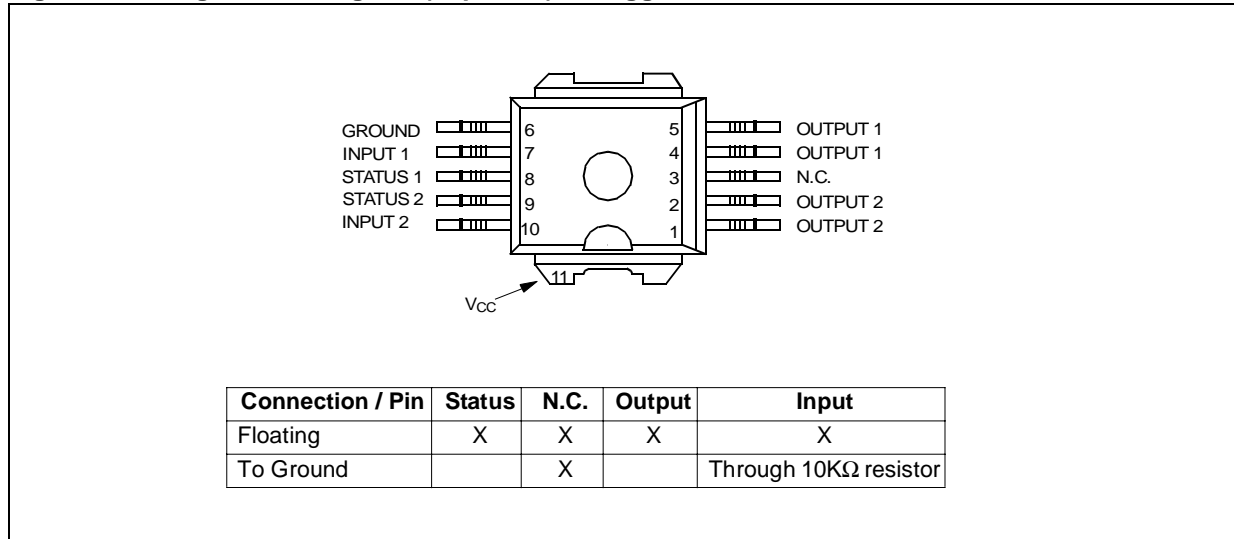 GROUND 6 5 OUTPUT 1
INPUT 1 7 4 OUTPUT 1
STATUS 1 8 3 N.C.
STATUS 2 9 2 OUTPUT 2
INPUT 2 10 1 OUTPUT 2
11
VCC
Connection / Pin Status N.C. Output Input
Floating X X X X
To Ground X Through 10KΩ resistor